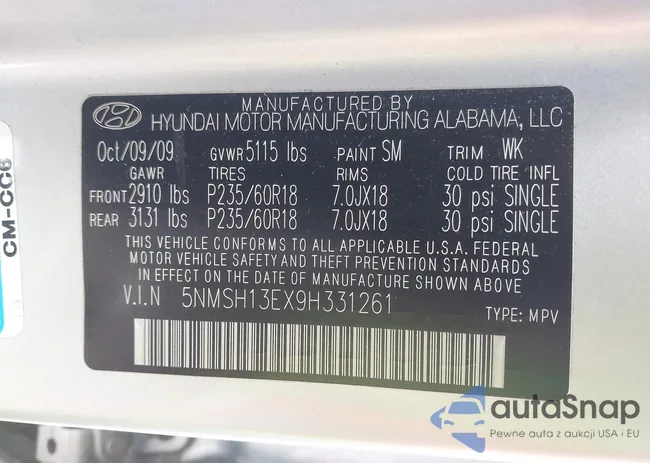 MANUFACTURED BY
HYUNDAI MOTOR MANUFACTURING ALABAMA, LLC
Oct/09/09 GVWR 5115 lbs PAINT SM TRIM WK
GAWR TIRES RIMS COLD TIRE INFL
FRONT 2910 lbs P235/60R18 7.0JX18 30 psi SINGLE
REAR 3131 lbs P235/60R18 7.0JX18 30 psi SINGLE
THIS VEHICLE CONFORMS TO ALL APPLICABLE U.S.A. FEDERAL
MOTOR VEHICLE SAFETY AND THEFT PREVENTION STANDARDS
IN EFFECT ON THE DATE OF MANUFACTURE SHOWN ABOVE
V.I.N 5NMSH13EX9H331261
TYPE: MPV
CM-CC6
autoSnap
Pewne auta z aukcji USA i EU